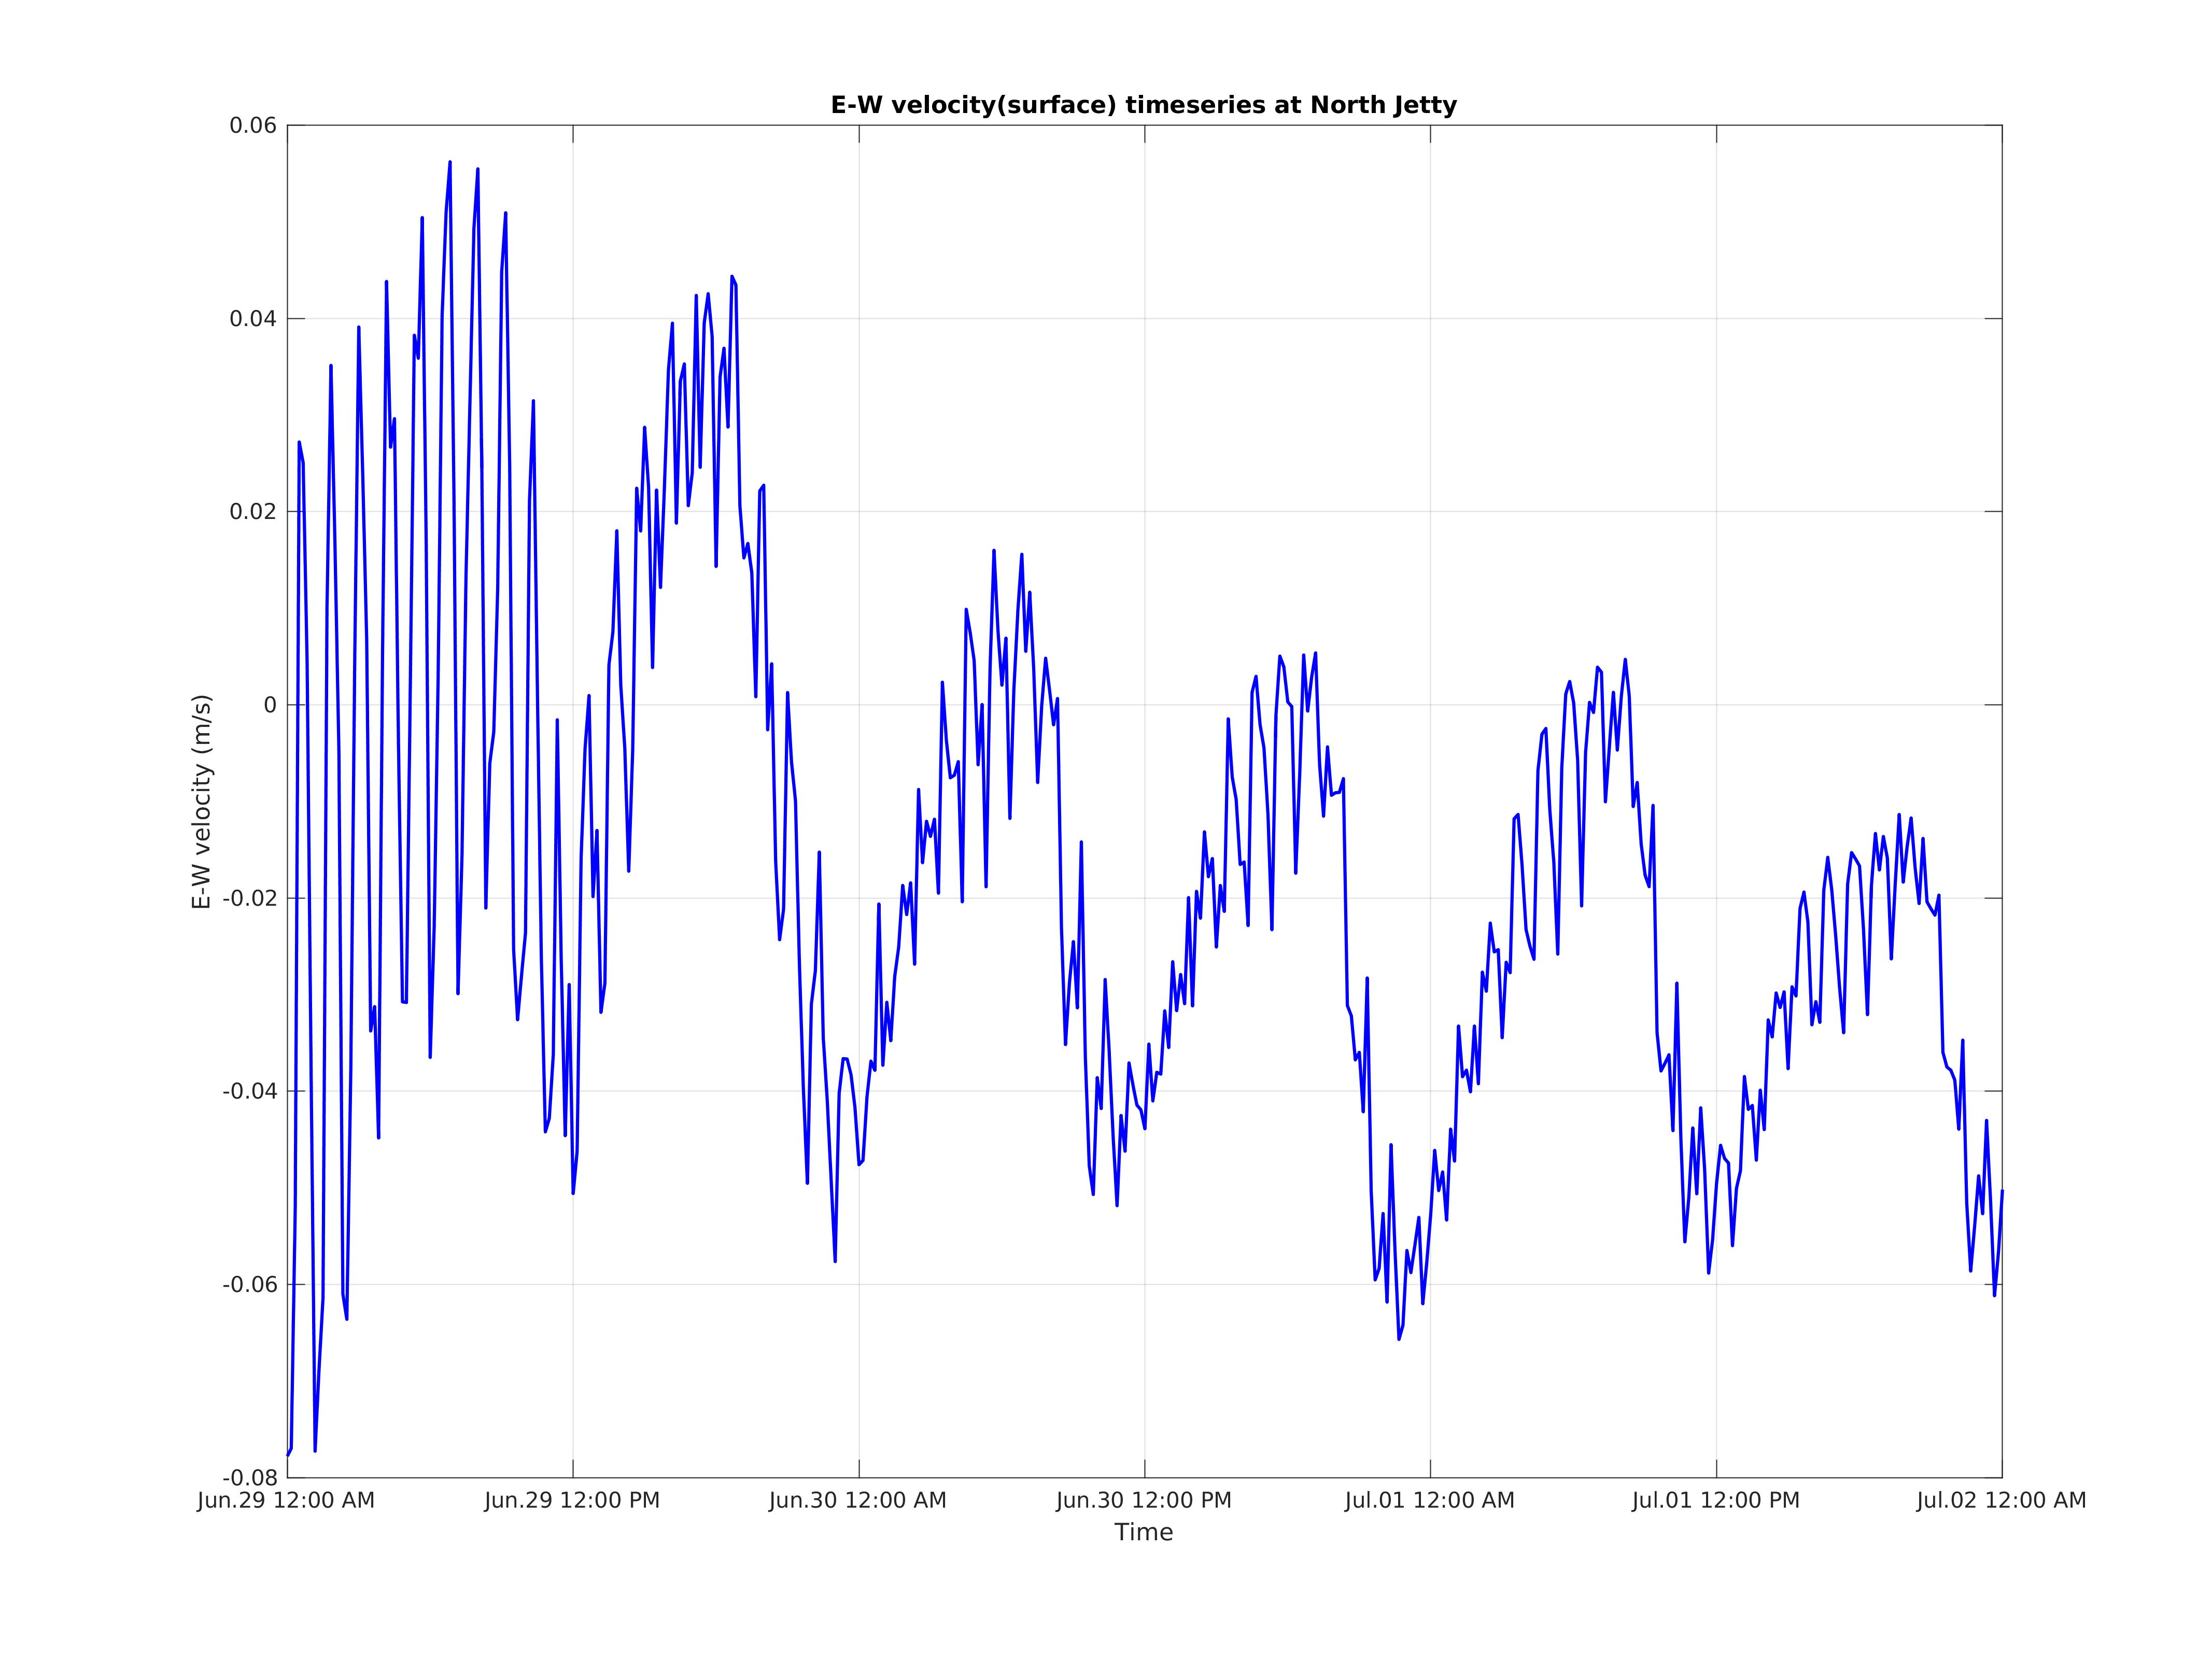 E-W velocity(surface) timeseries at North Jetty
0.06
0.04
0.02
0
-0.02
-0.04
-0.06
-0.08
E-W velocity (m/s)
Jun.29 12:00 AM Jun.29 12:00 PM Jun.30 12:00 AM Jun.30 12:00 PM Jul.01 12:00 AM Jul.01 12:00 PM Jul.02 12:00 AM
Time